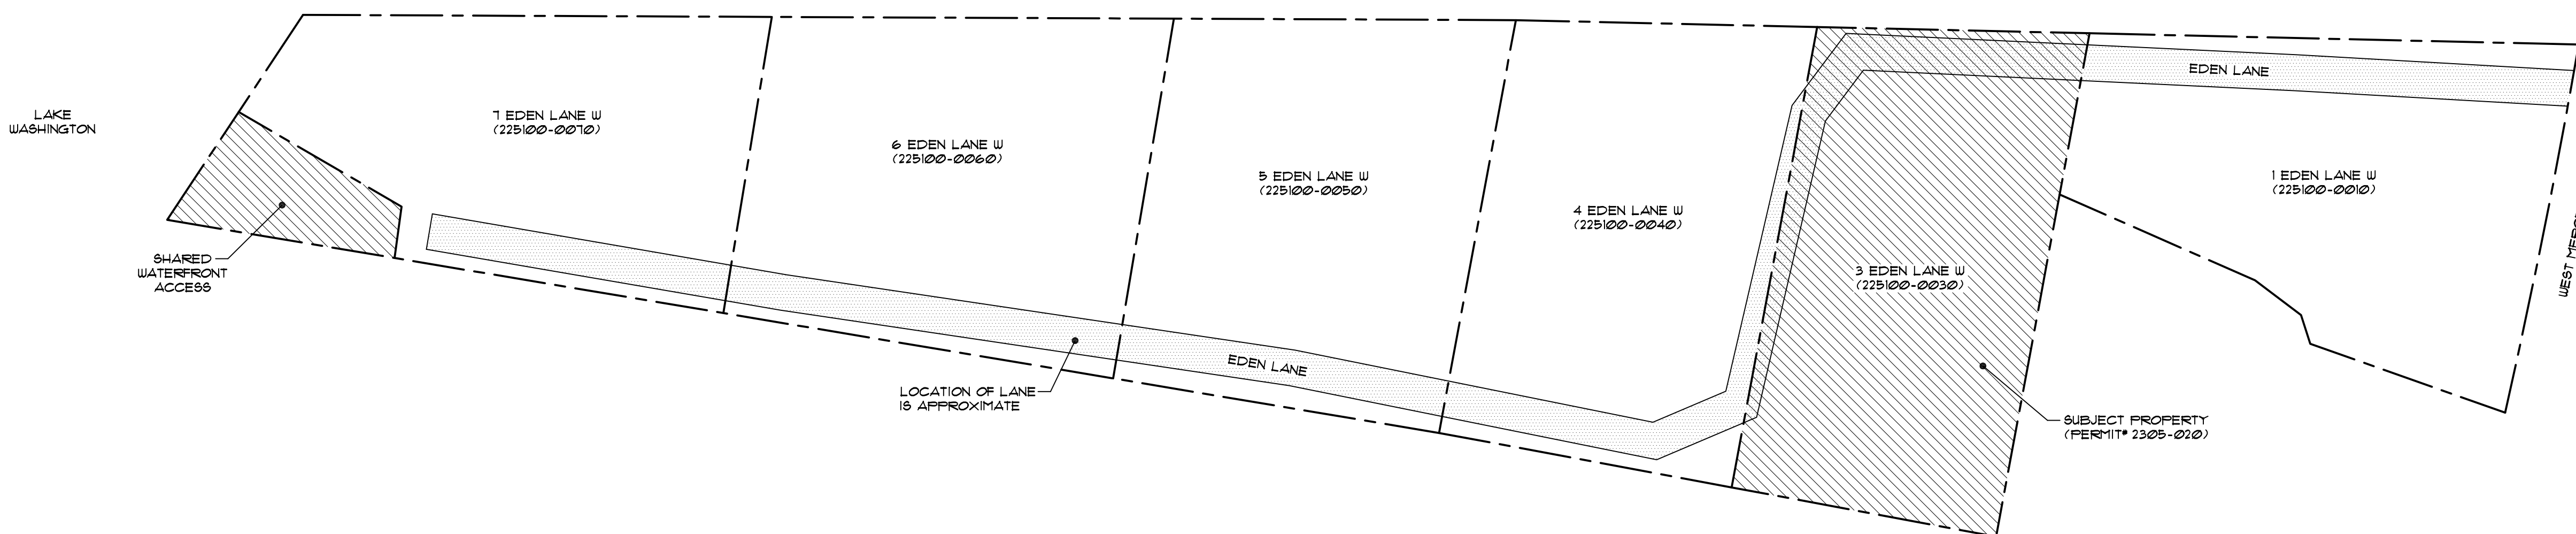 LAKE
WASHINGTON
7 EDEN LANE W
(225100-0070)
6 EDEN LANE W
(225100-0060)
5 EDEN LANE W
(225100-0050)
4 EDEN LANE W
(225100-0040)
3 EDEN LANE W
(225100-0030)
EDEN LANE
1 EDEN LANE W
(225100-0010)
SHARED
WATERFRONT
ACCESS
LOCATION OF LANE
IS APPROXIMATE
EDEN LANE
SUBJECT PROPERTY
(PERMIT# 2305-020)
WEST